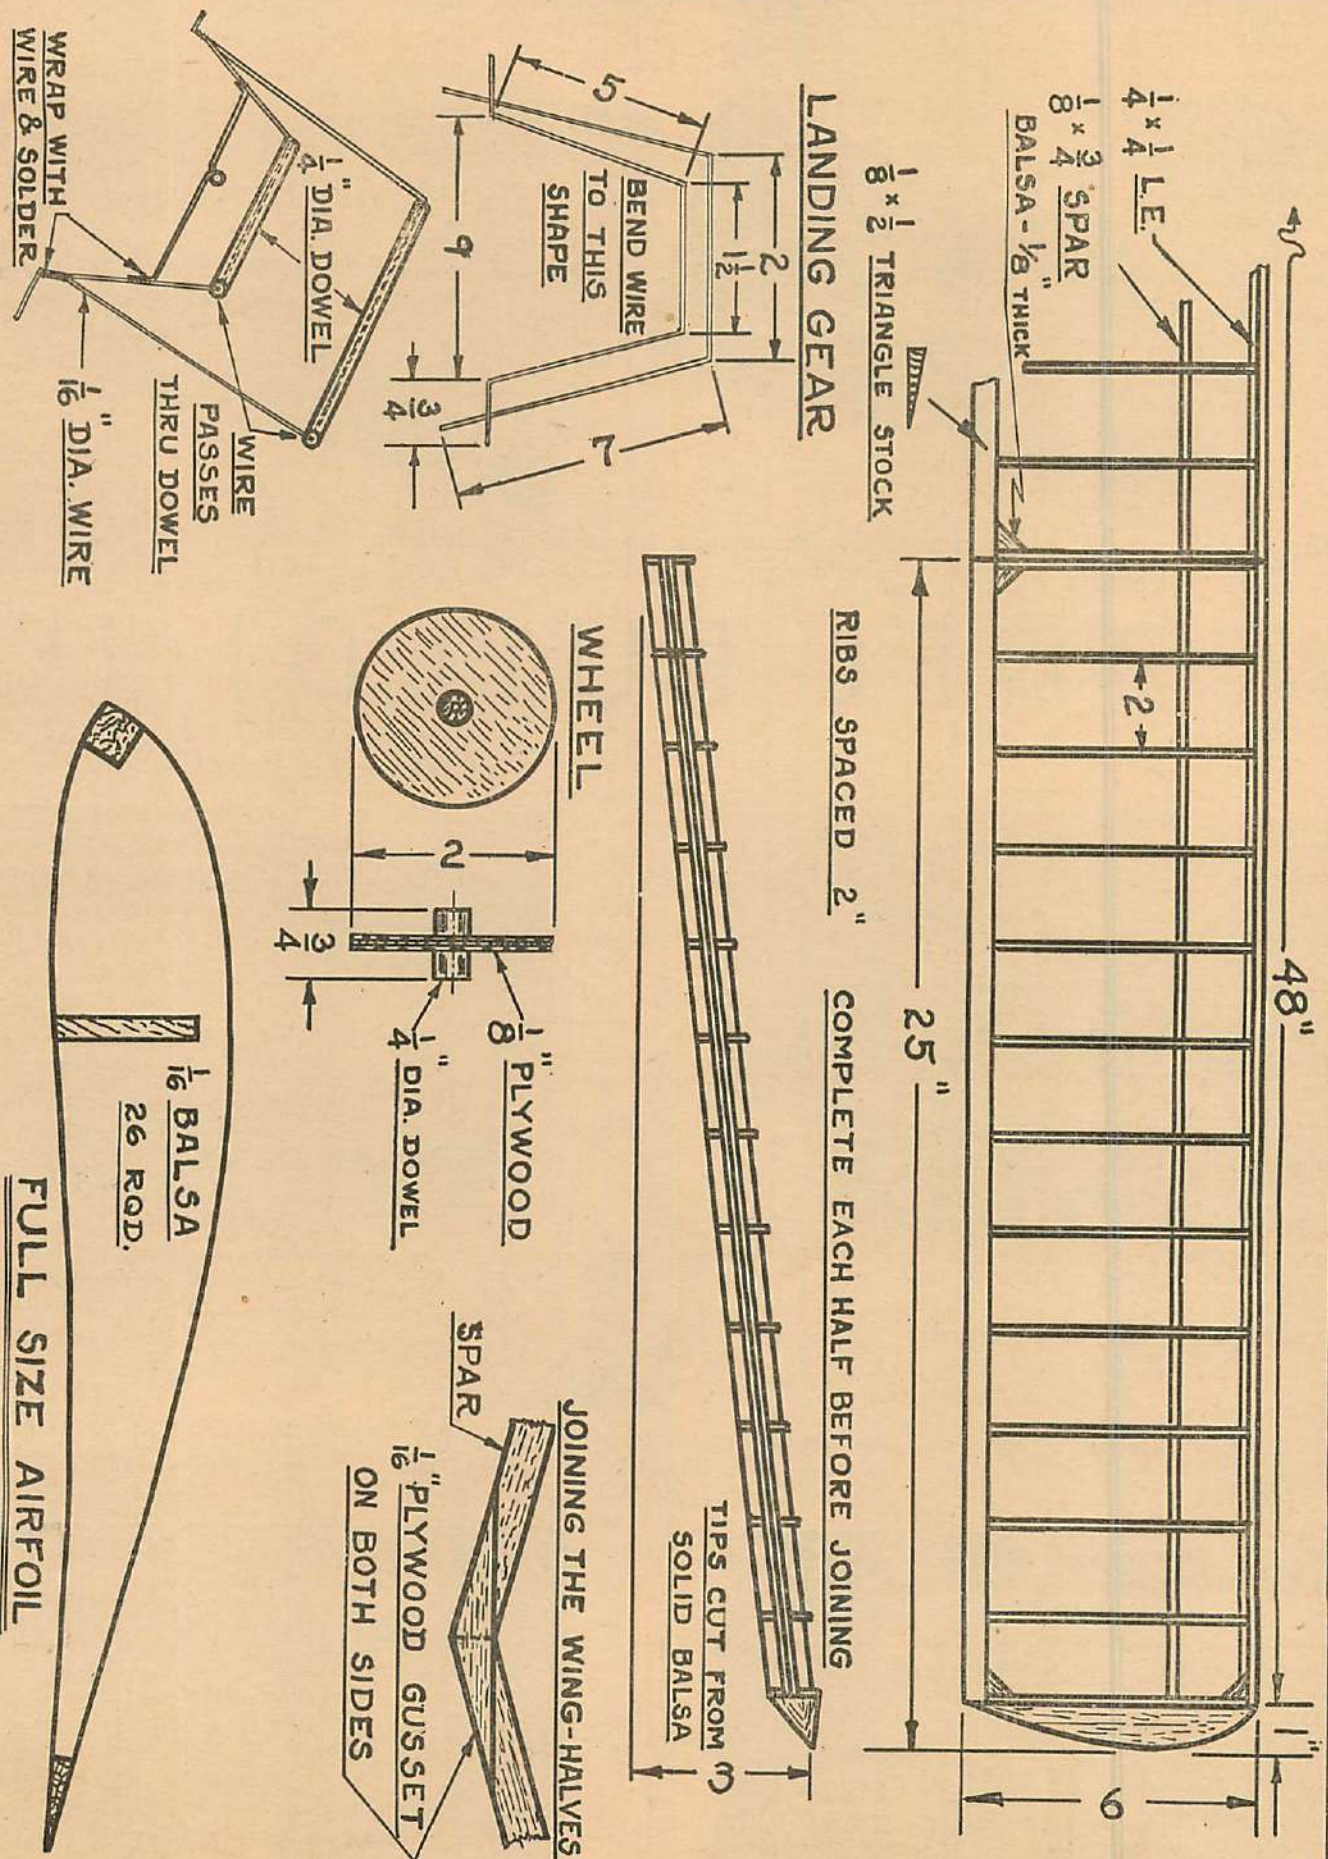 48"
1"
1/4 x 1/4 L.E.
1/8 x 3/4 SPAR
BALSA - 1/8" THICK
2
6
1/8 x 1/2 TRIANGLE STOCK
25"
RIBS SPACED 2"
COMPLETE EACH HALF BEFORE JOINING
TIPS CUT FROM
SOLID BALSA
3
LANDING GEAR
2
1 1/2
5
7
BEND WIRE
TO THIS
SHAPE
9
3/4
1/4" DIA. DOWEL
WIRE
PASSES
THRU DOWEL
1/16" DIA. WIRE
WRAP WITH
WIRE & SOLDER
WHEEL
2
3/4
1/8" PLYWOOD
1/4" DIA. DOWEL
JOINING THE WING-HALVES
SPAR
1/16" PLYWOOD GUSSET
ON BOTH SIDES
1/16 BALSA
26 RQD.
FULL SIZE AIRFOIL